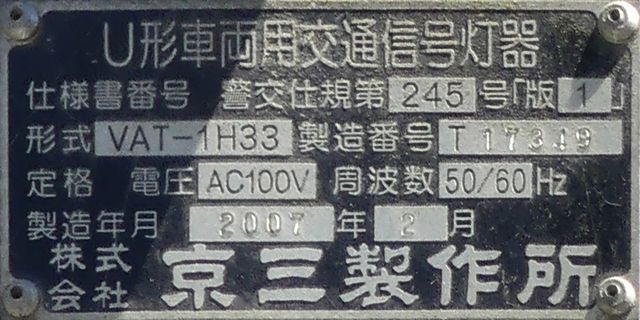 U形車両用交通信号灯器
仕様書番号 警交仕規第 245 号「版 1 」
形式 VAT-1H33 製造番号 T 17349
定格 電圧 AC100V 周波数 50/60 Hz
製造年月 2007 年 2 月
株式会社 京三製作所